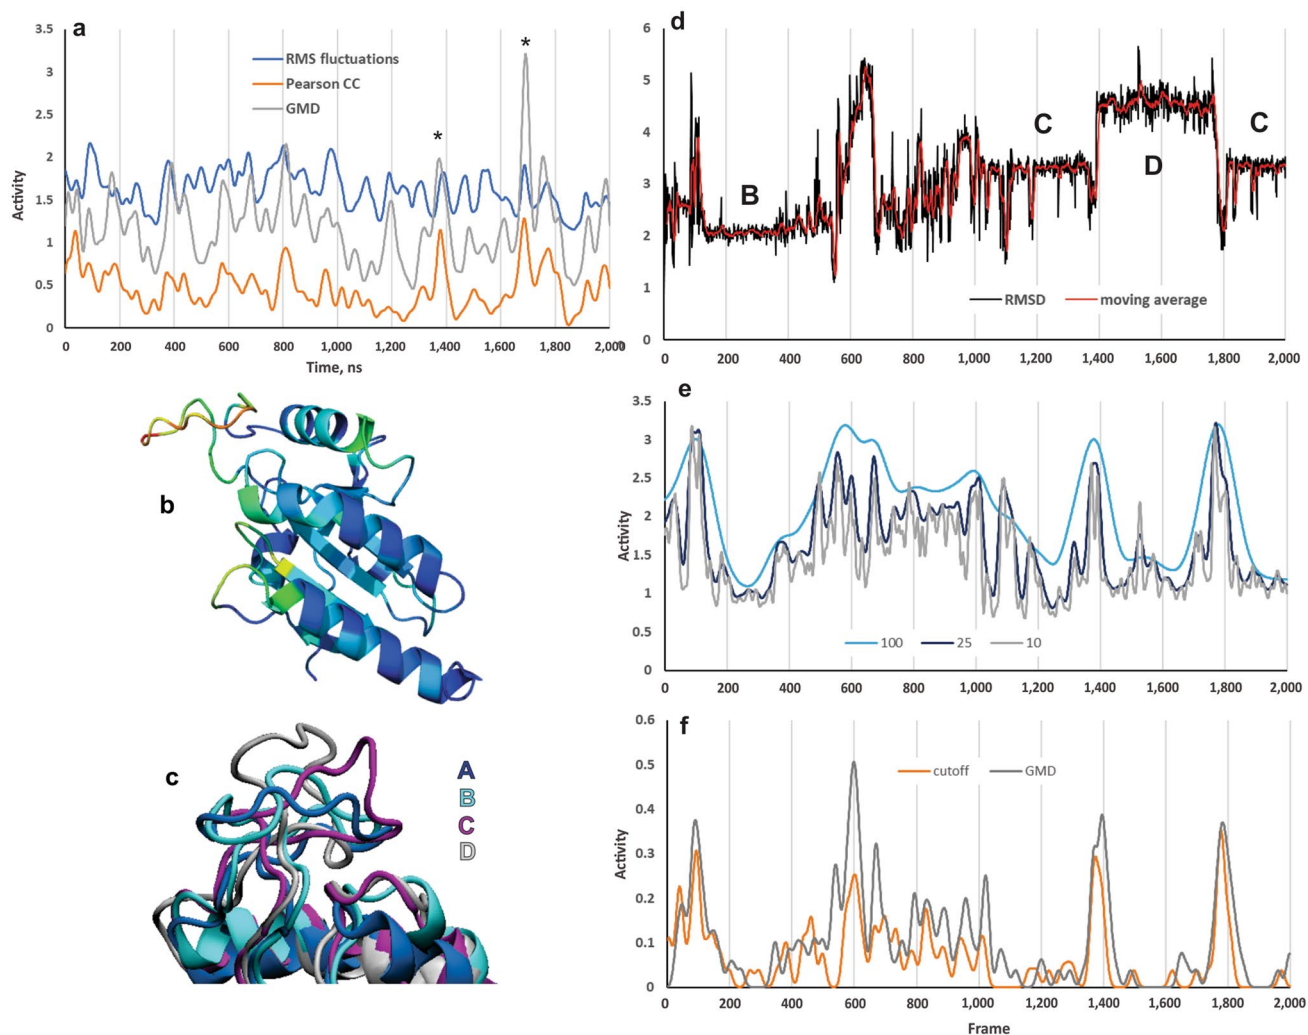 a
3.5
3
2.5
2
1.5
1
0.5
0
Activity
RMS fluctuations
Pearson CC
GMD
*
*
0 200 400 600 800 1,000 1,200 1,400 1,600 1,800 2,000
Time, ns
b
c
A
B
C
D
d
6
5
4
3
2
1
0
B
C
D
C
RMSD moving average
0 200 400 600 800 1,000 1,200 1,400 1,600 1,800 2,000
e
3.5
3
2.5
2
1.5
1
0.5
0
Activity
100 25 10
0 200 400 600 800 1,000 1,200 1,400 1,600 1,800 2,000
f
0.6
0.5
0.4
0.3
0.2
0.1
0
Activity
cutoff GMD
0 200 400 600 800 1,000 1,200 1,400 1,600 1,800 2,000
Frame